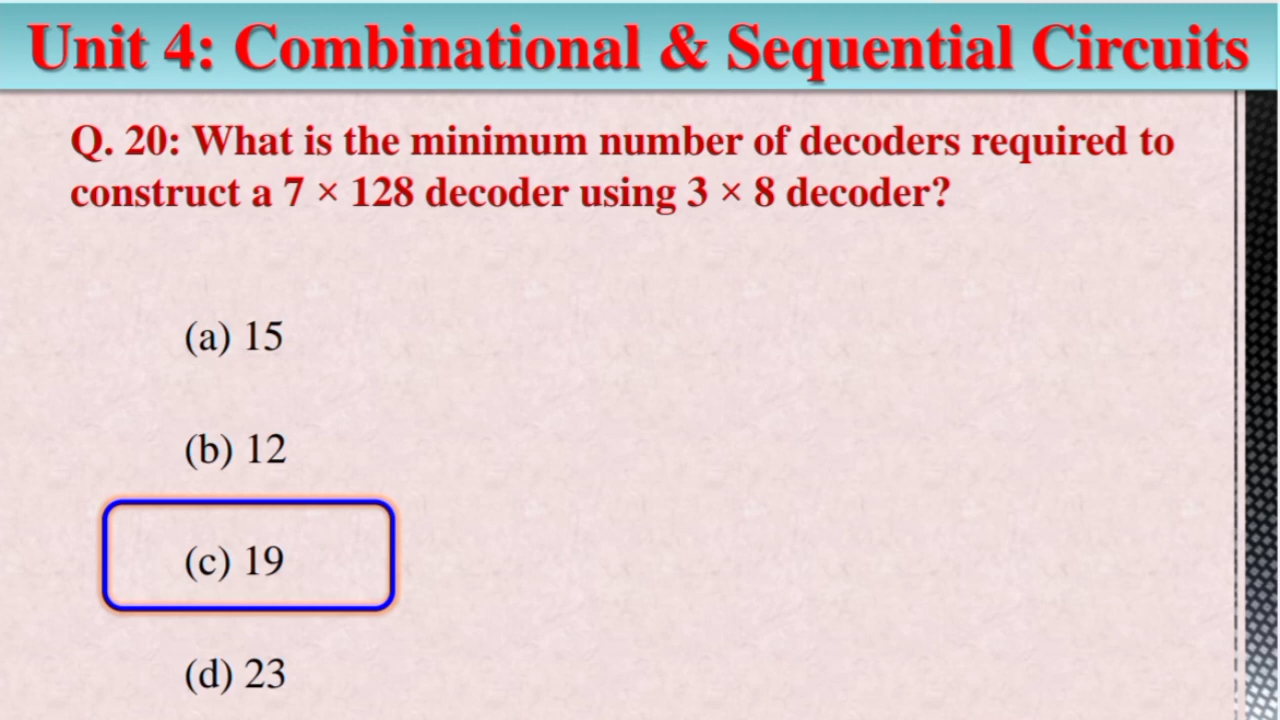 Unit 4: Combinational & Sequential Circuits
Q. 20: What is the minimum number of decoders required to
construct a 7 × 128 decoder using 3 × 8 decoder?
(a) 15
(b) 12
(c) 19
(d) 23